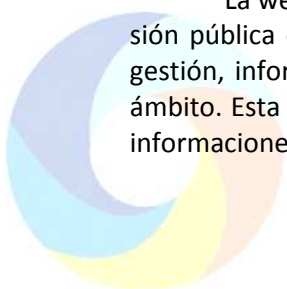 La we
sión pública
gestión, infor
ámbito. Esta
informacione